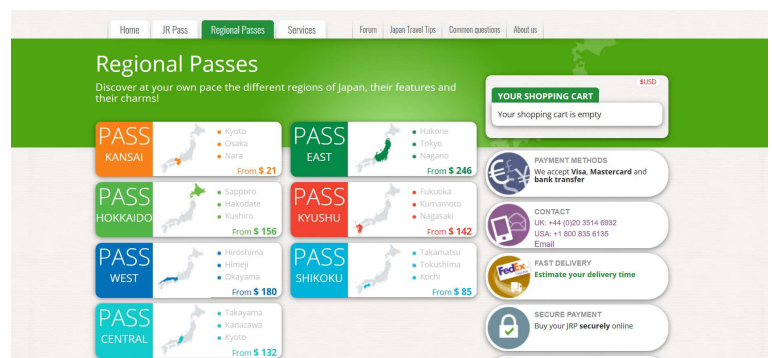 Home JR Pass Regional Passes Services Forum Japan Travel Tips Common questions About us
Regional Passes
Discover at your own pace the different regions of Japan, their features and
their charms!
$USD
YOUR SHOPPING CART
Your shopping cart is empty
PASS
KANSAI
Kyoto
Osaka
Nara
From $ 21
PASS
EAST
Hakone
Tokyo
Nagano
From $ 246
PASS
HOKKAIDO
Sapporo
Hakodate
Kushiro
From $ 156
PASS
KYUSHU
Fukuoka
Kumamoto
Nagasaki
From $ 142
PASS
WEST
Hiroshima
Himeji
Okayama
From $ 180
PASS
SHIKOKU
Takamatsu
Tokushima
Kochi
From $ 85
PASS
CENTRAL
Takayama
Kanazawa
Kyoto
From $ 132
PAYMENT METHODS
We accept Visa, Mastercard and
bank transfer
CONTACT
UK: +44 (0)20 3514 6932
USA: +1 800 835 6135
Email
FedEx
FAST DELIVERY
Estimate your delivery time
SECURE PAYMENT
Buy your JRP securely online